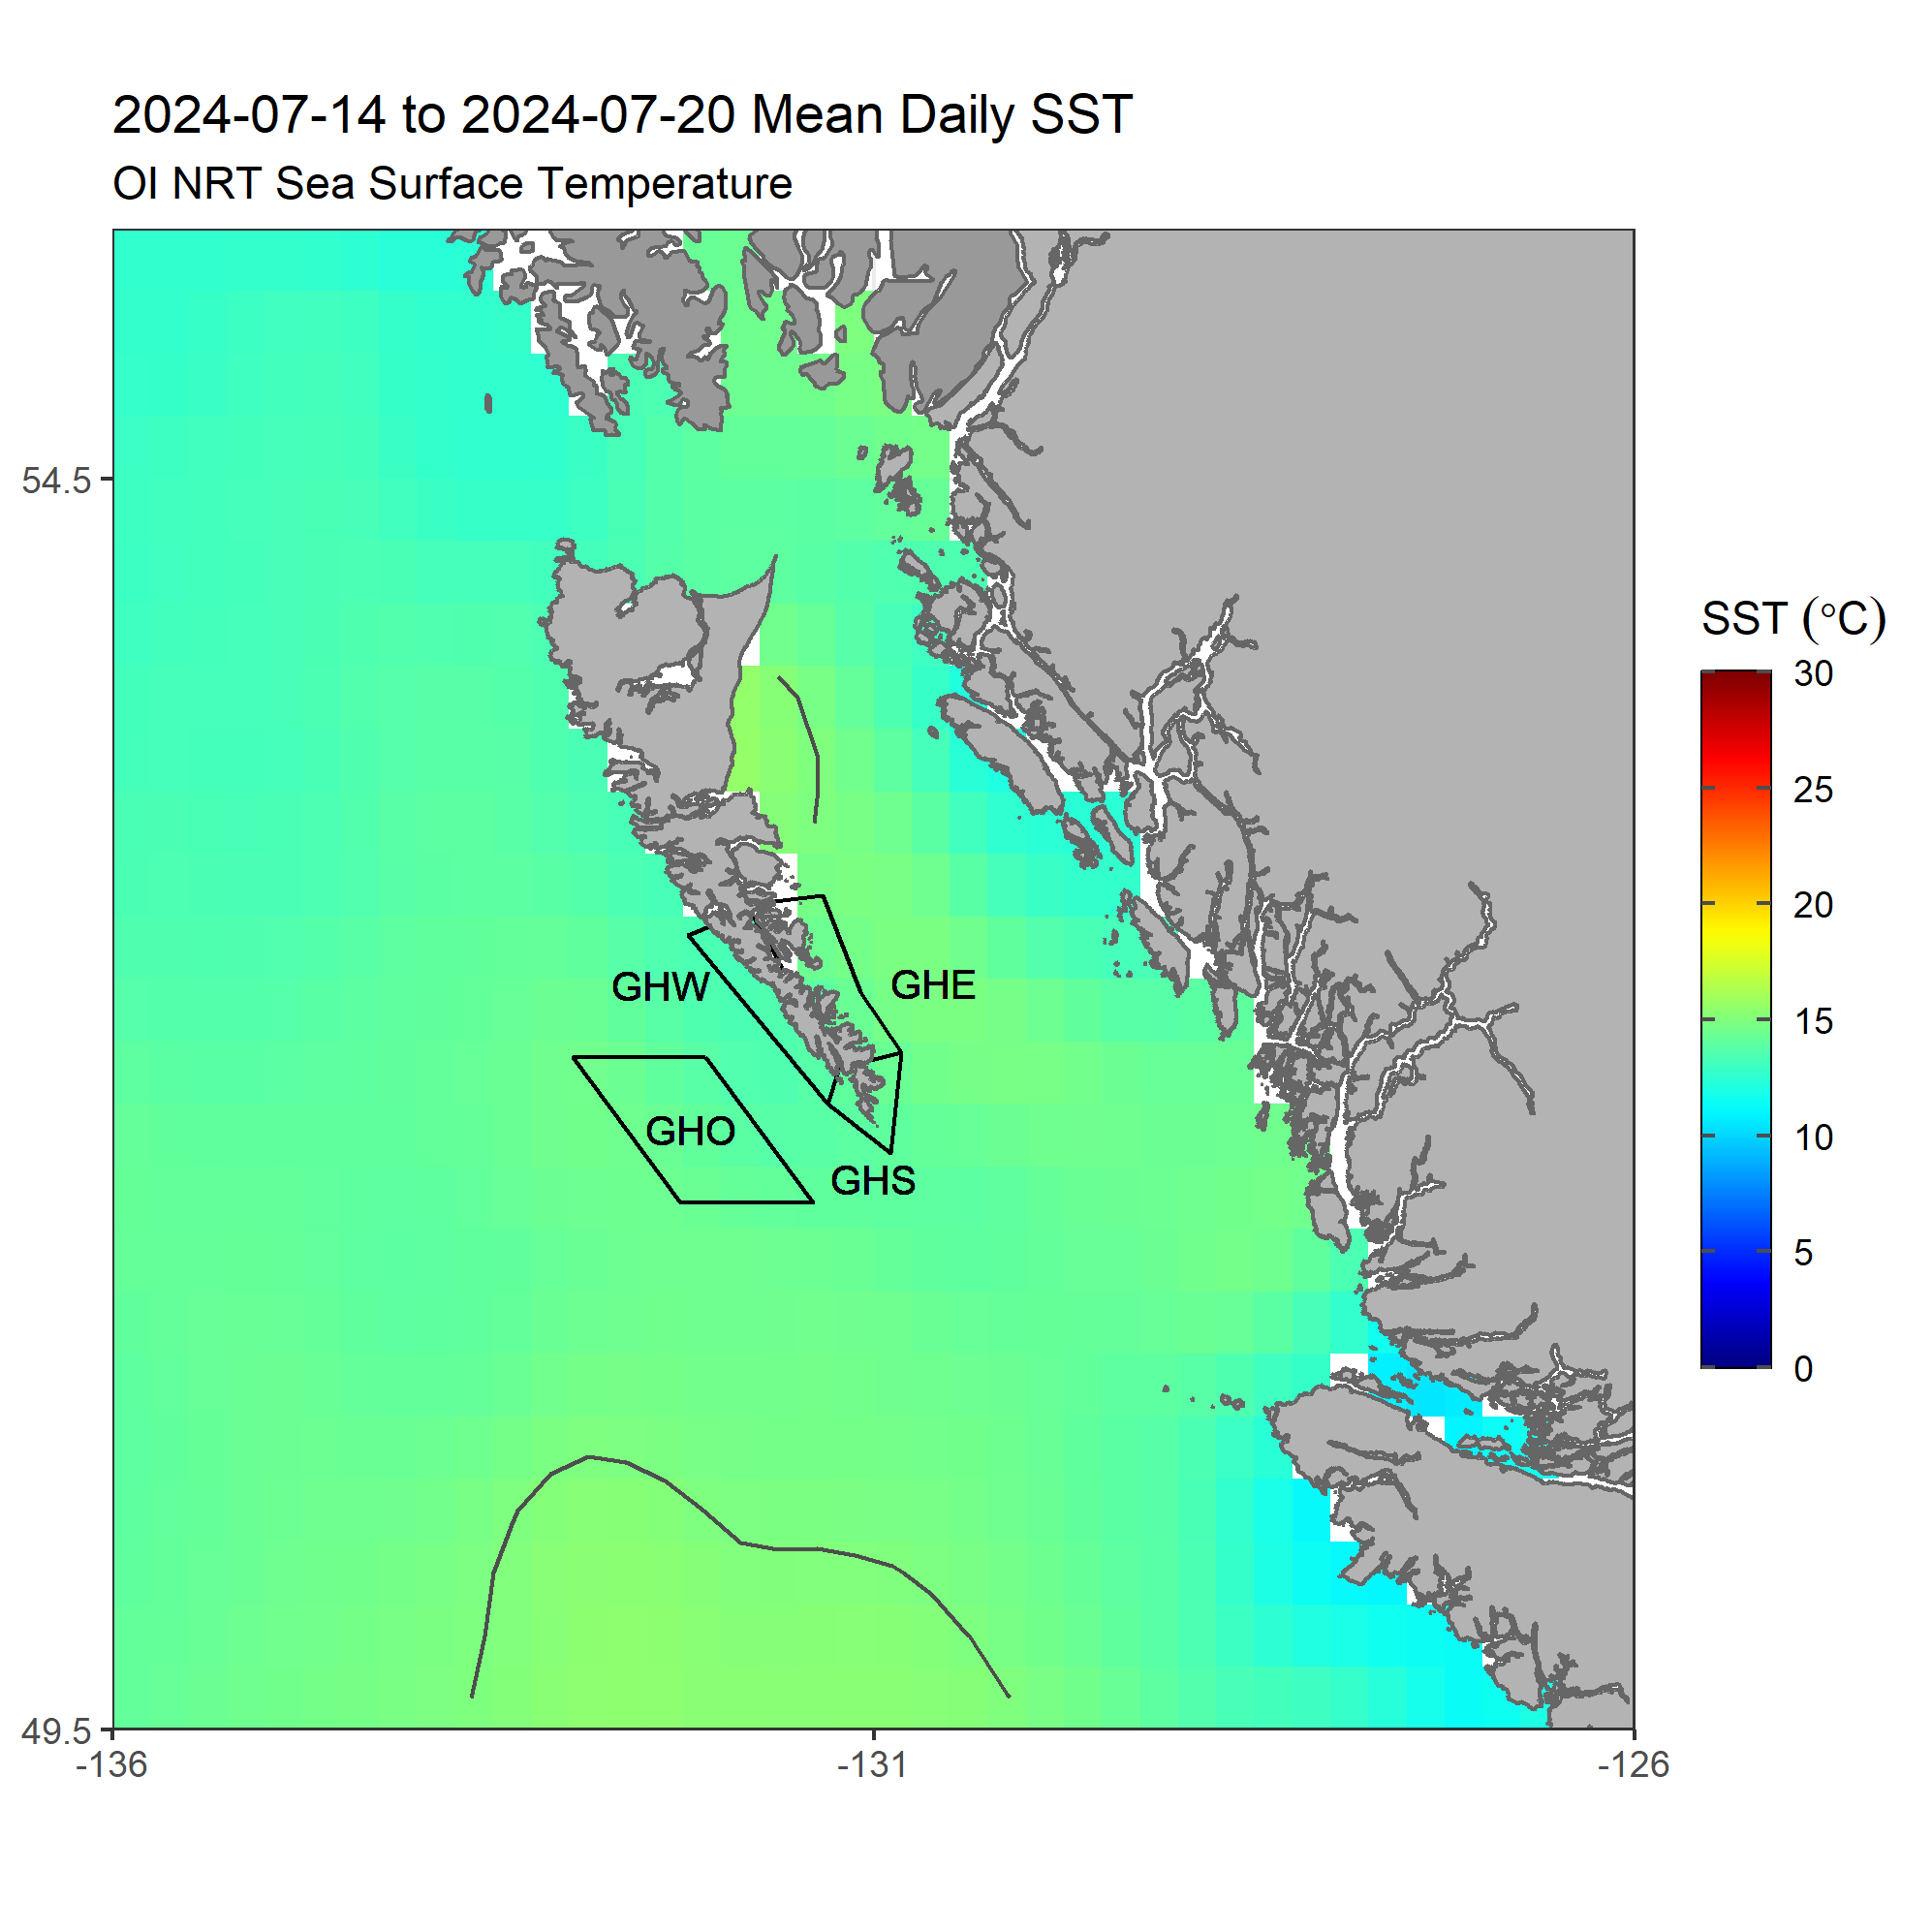 2024-07-14 to 2024-07-20 Mean Daily SST
OI NRT Sea Surface Temperature
54.5
49.5
-136
-131
-126
GHW
GHE
GHO
GHS
SST (°C)
30
25
20
15
10
5
0